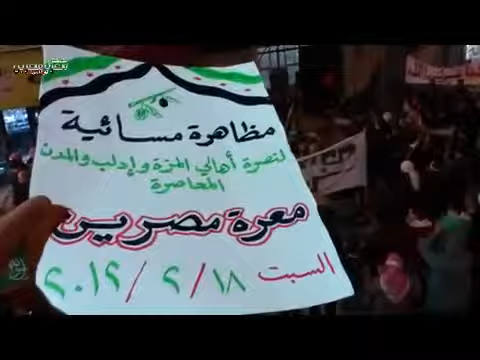 مظاهرة مسائية
لنصرة أهالي المزة وإدلب والمدن
المحاصرة
معرة مصرين
السبت ٢٠١٢/٢/١٨